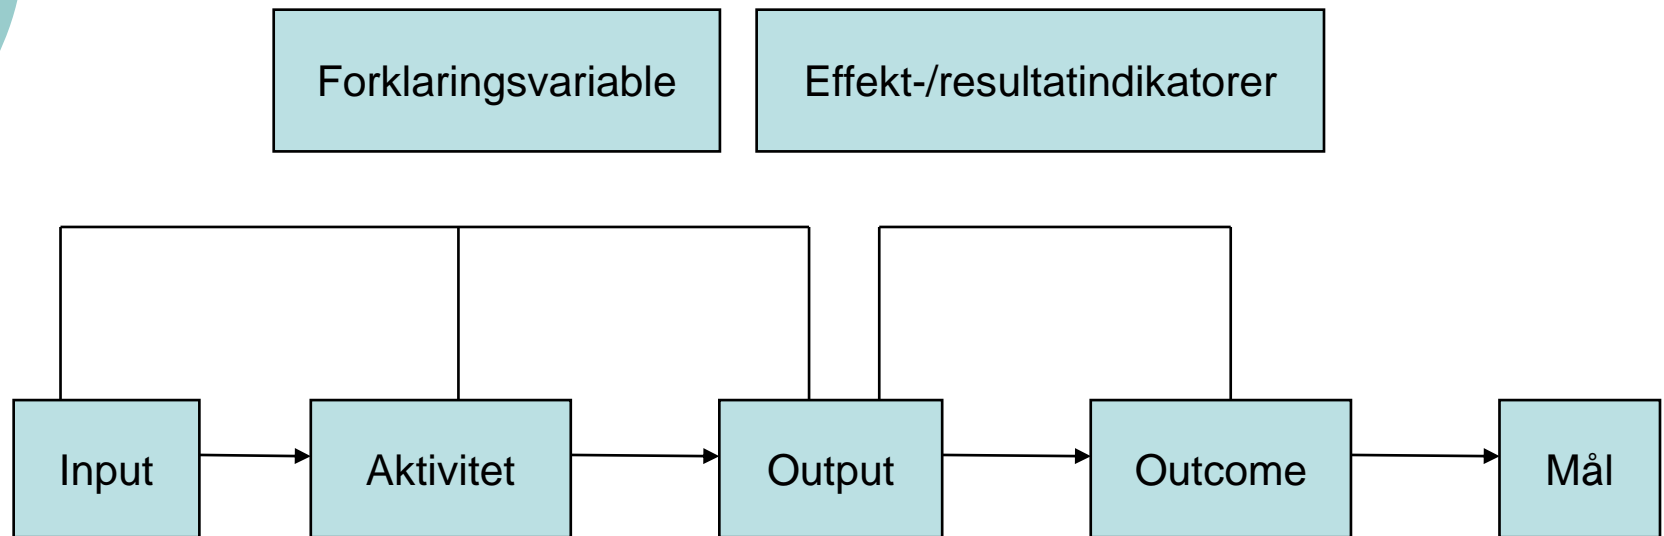 Forklaringsvariable
Effekt-/resultatindikatorer
Input
Aktivitet
Output
Outcome
Mål